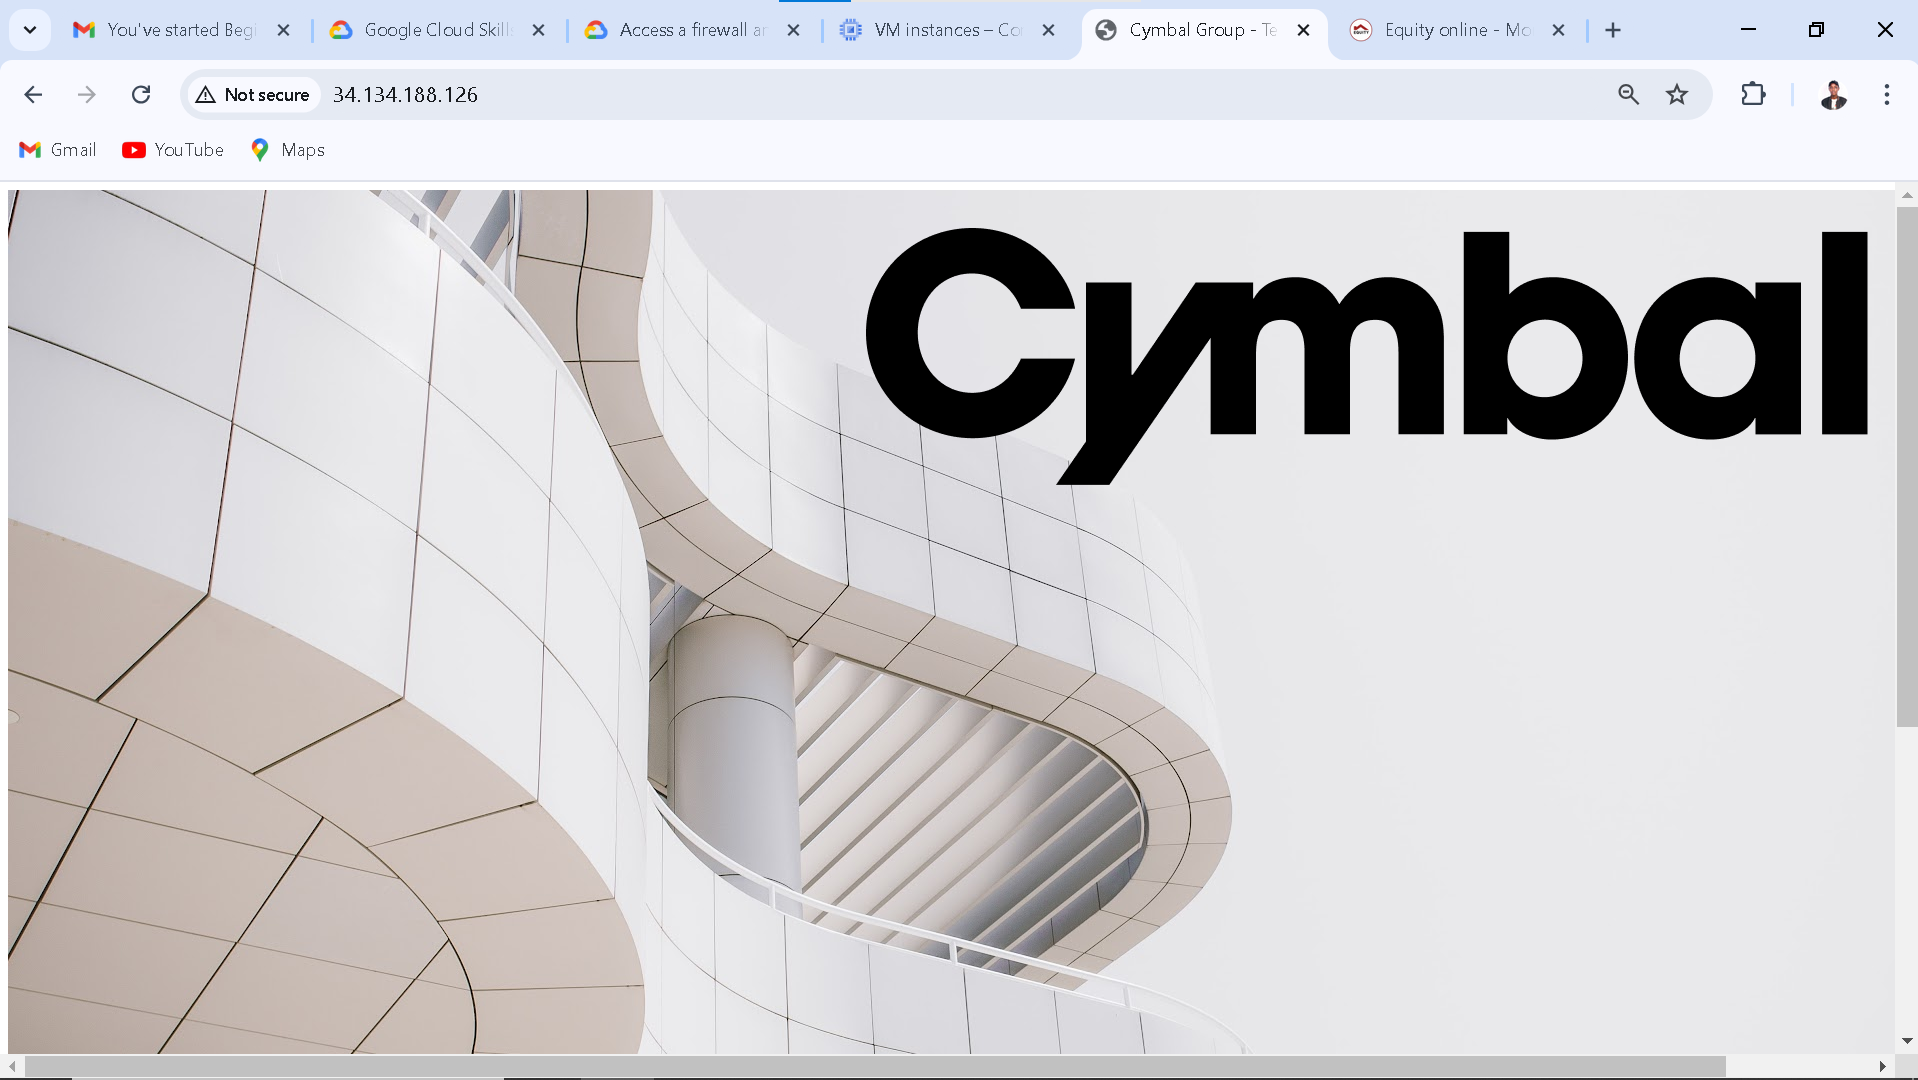 You've started Begi
Google Cloud Skills
Access a firewall ar
VM instances – Co
Cymbal Group - Te
Equity online - Mo
Not secure
34.134.188.126
Gmail
YouTube
Maps
Cymbal